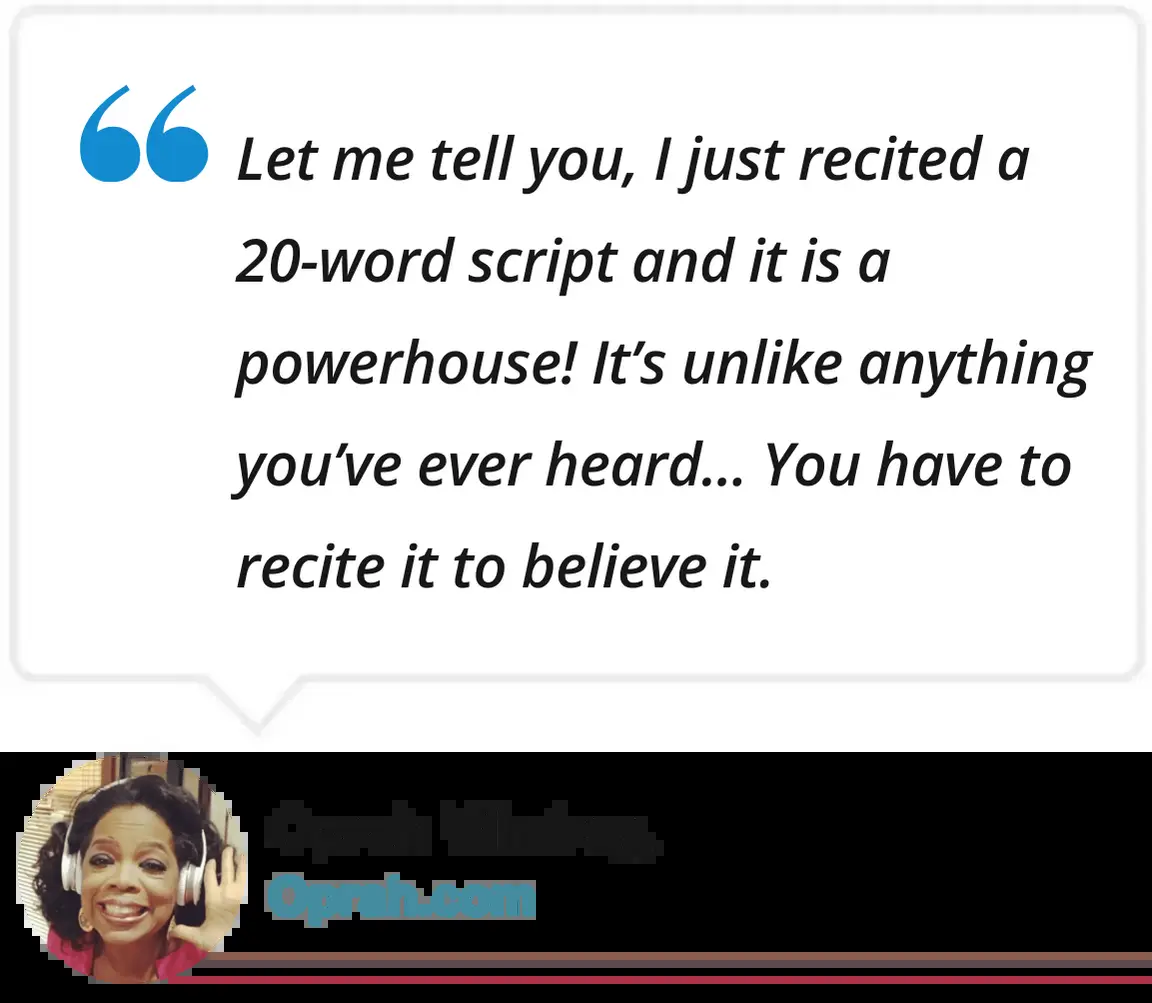 Let me tell you, I just recited a
20-word script and it is a
powerhouse! It’s unlike anything
you’ve ever heard... You have to
recite it to believe it.
Oprah Winfrey,
Oprah.com